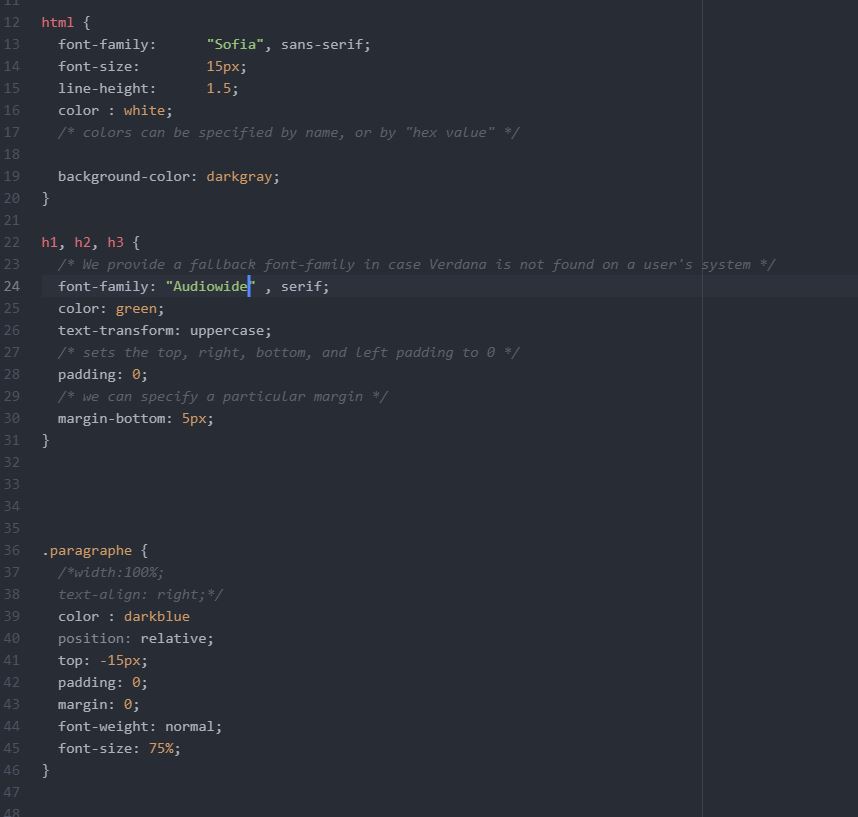 11
12 html {
13   font-family:      "Sofia", sans-serif;
14   font-size:        15px;
15   line-height:      1.5;
16   color : white;
17   /* colors can be specified by name, or by "hex value" */
18
19   background-color: darkgray;
20 }
21
22 h1, h2, h3 {
23   /* We provide a fallback font-family in case Verdana is not found on a user's system */
24   font-family: "Audiowide" , serif;
25   color: green;
26   text-transform: uppercase;
27   /* sets the top, right, bottom, and left padding to 0 */
28   padding: 0;
29   /* we can specify a particular margin */
30   margin-bottom: 5px;
31 }
32
33
34
35
36 .paragraphe {
37   /*width:100%;
38   text-align: right;*/
39   color : darkblue
40   position: relative;
41   top: -15px;
42   padding: 0;
43   margin: 0;
44   font-weight: normal;
45   font-size: 75%;
46 }
47
48